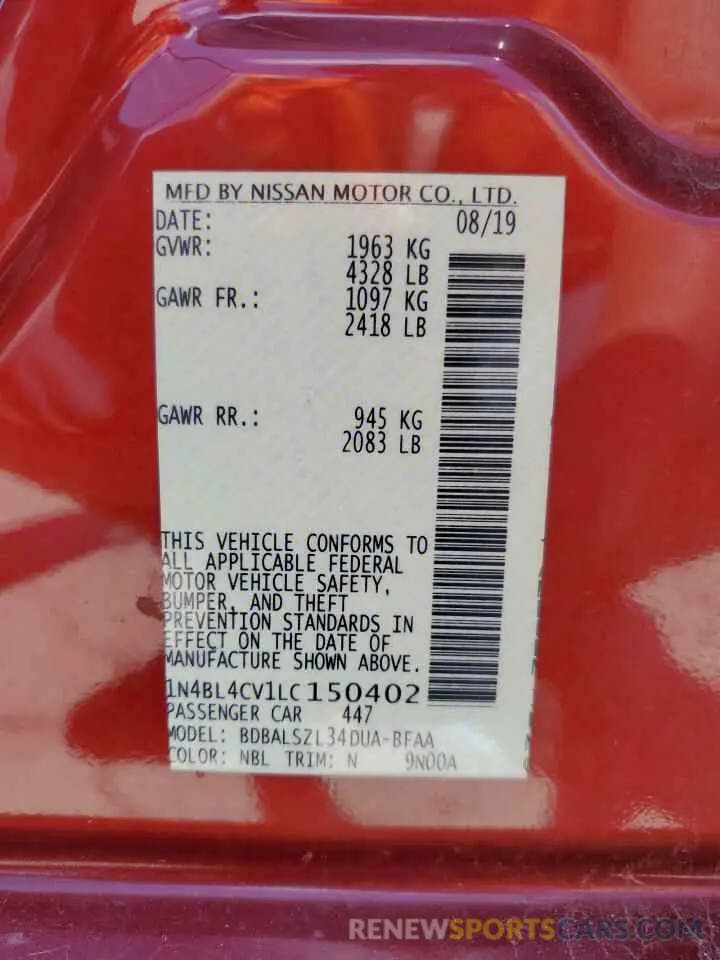 MFD BY NISSAN MOTOR CO., LTD.
DATE: 08/19
GVWR: 1963 KG
4328 LB
GAWR FR.: 1097 KG
2418 LB
GAWR RR.: 945 KG
2083 LB
THIS VEHICLE CONFORMS TO
ALL APPLICABLE FEDERAL
MOTOR VEHICLE SAFETY,
BUMPER, AND THEFT
PREVENTION STANDARDS IN
EFFECT ON THE DATE OF
MANUFACTURE SHOWN ABOVE.
1N4BL4CV1LC150402
PASSENGER CAR 447
MODEL: BDBALSZL34DUA-BFAA
COLOR: NBL TRIM: N 9N00A
RENEWSPORTSCARS.COM